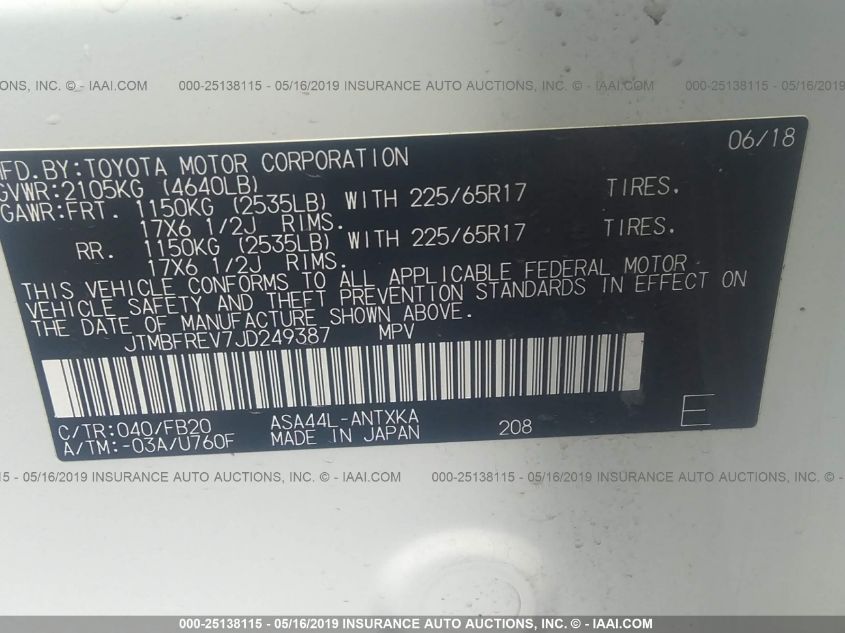 ONS, INC. © - IAAI.COM 000-25138115 - 05/16/2019 INSURANCE AUTO AUCTIONS, INC. © - IAAI.COM 000-25138115 - 05/16/2019
06/18
MFD.BY:TOYOTA MOTOR CORPORATION
GVWR:2105KG (4640LB)
GAWR:FRT. 1150KG (2535LB) WITH 225/65R17 TIRES.
17X6 1/2J RIMS.
RR. 1150KG (2535LB) WITH 225/65R17 TIRES.
17X6 1/2J RIMS.
THIS VEHICLE CONFORMS TO ALL APPLICABLE FEDERAL MOTOR
VEHICLE SAFETY AND THEFT PREVENTION STANDARDS IN EFFECT ON
THE DATE OF MANUFACTURE SHOWN ABOVE.
JTMBFREV7JD249387 MPV
C/TR:040/FB20 ASA44L-ANTXKA
A/TM:-03A/U760F MADE IN JAPAN 208 E
05/16/2019 INSURANCE AUTO AUCTIONS, INC. © - IAAI.COM 000-25138115 - 05/16/2019 INSURANCE AUTO AUCTIONS, INC. © - IAAI.COM
000-25138115 - 05/16/2019 INSURANCE AUTO AUCTIONS, INC. © - IAAI.COM